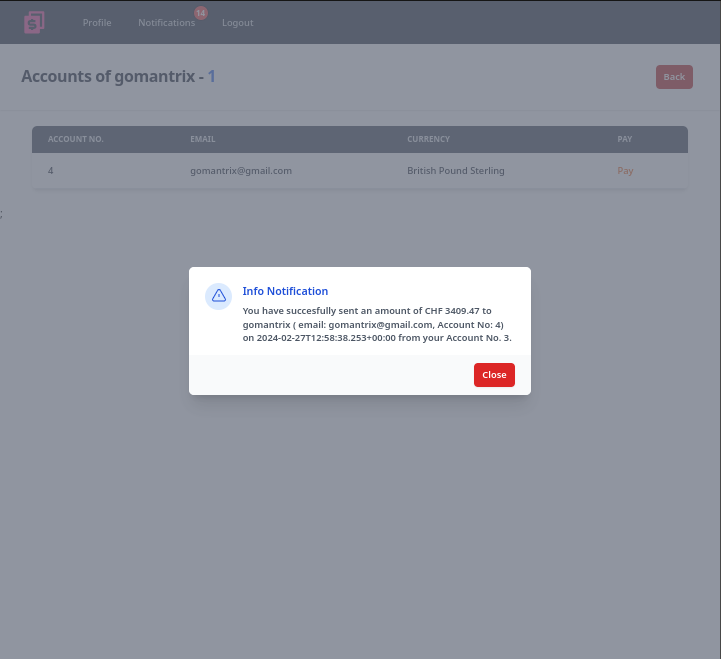 $
Profile Notifications 14 Logout
Accounts of gomantrix - 1 Back
ACCOUNT NO. EMAIL CURRENCY PAY
4 gomantrix@gmail.com British Pound Sterling Pay
;
Info Notification
You have succesfully sent an amount of CHF 3409.47 to
gomantrix ( email: gomantrix@gmail.com, Account No: 4)
on 2024-02-27T12:58:38.253+00:00 from your Account No. 3.
Close